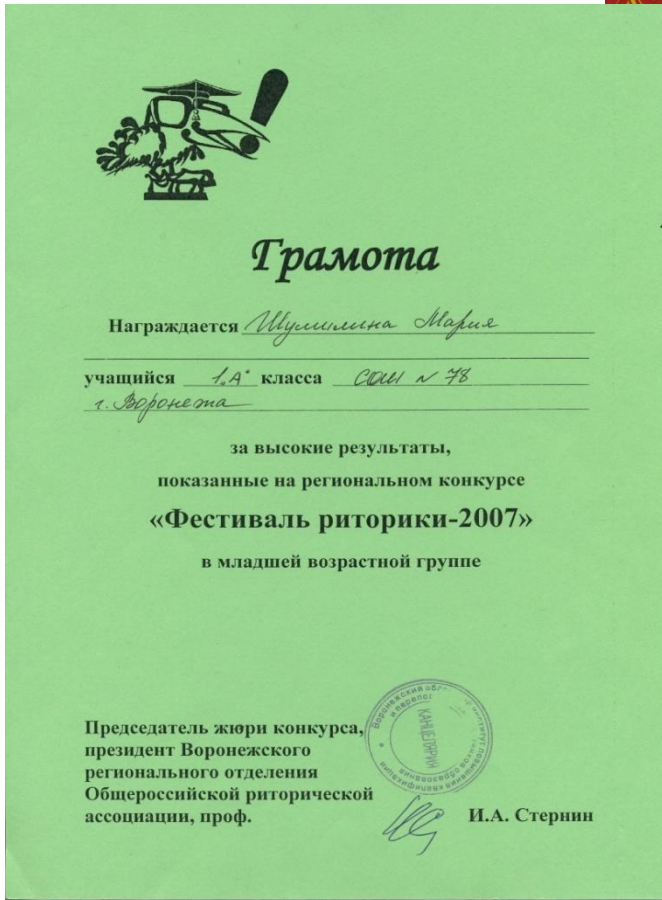 Грамота
Награждается Шумилина Мария
учащийся 1 "А" класса СОШ N 78
г. Воронежа
за высокие результаты,
показанные на региональном конкурсе
«Фестиваль риторики-2007»
в младшей возрастной группе
Председатель жюри конкурса,
президент Воронежского
регионального отделения
Общероссийской риторической
ассоциации, проф.
И.А. Стернин
КАНЦЕЛЯРИЯ